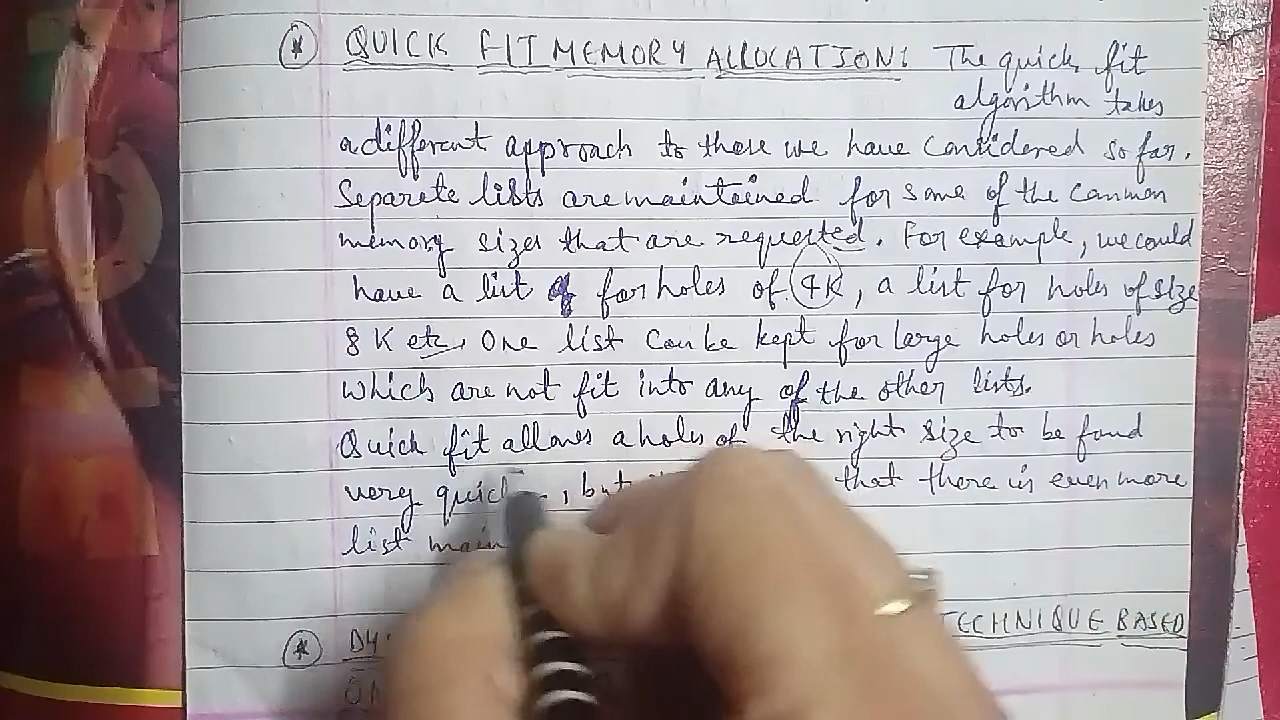 * QUICK FIT MEMORY ALLOCATION: The quick fit
algorithm takes
a different approach to those we have considered so far.
Separate lists are maintained for some of the common
memory sizes that are requested. For example, we could
have a list of for holes of 4K, a list for holes of size
8 K etc. One list can be kept for large holes or holes
which are not fit into any of the other lists.
Quick fit allows a holes of the right size to be found
very, but that there is even more
list
* TECHNIQUE BASED